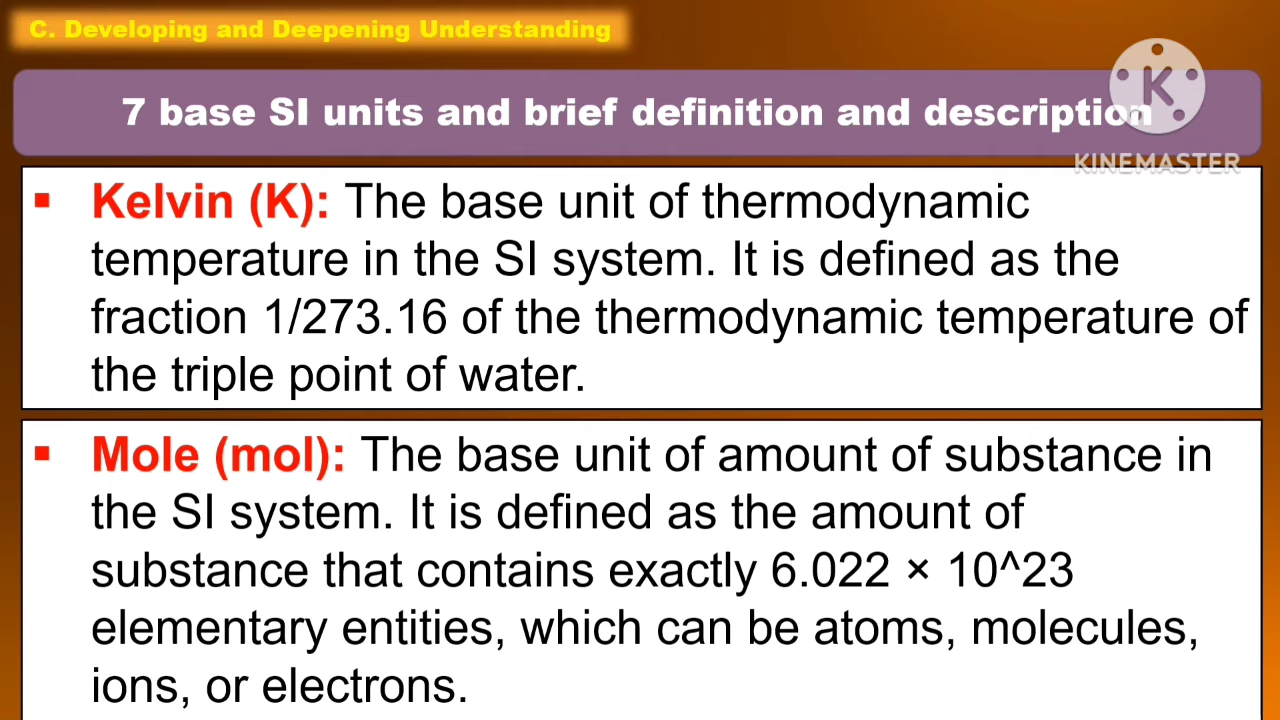 C. Developing and Deepening Understanding
7 base SI units and brief definition and description
K
KINEMASTER
▪ Kelvin (K): The base unit of thermodynamic
temperature in the SI system. It is defined as the
fraction 1/273.16 of the thermodynamic temperature of
the triple point of water.
▪ Mole (mol): The base unit of amount of substance in
the SI system. It is defined as the amount of
substance that contains exactly 6.022 × 10^23
elementary entities, which can be atoms, molecules,
ions, or electrons.